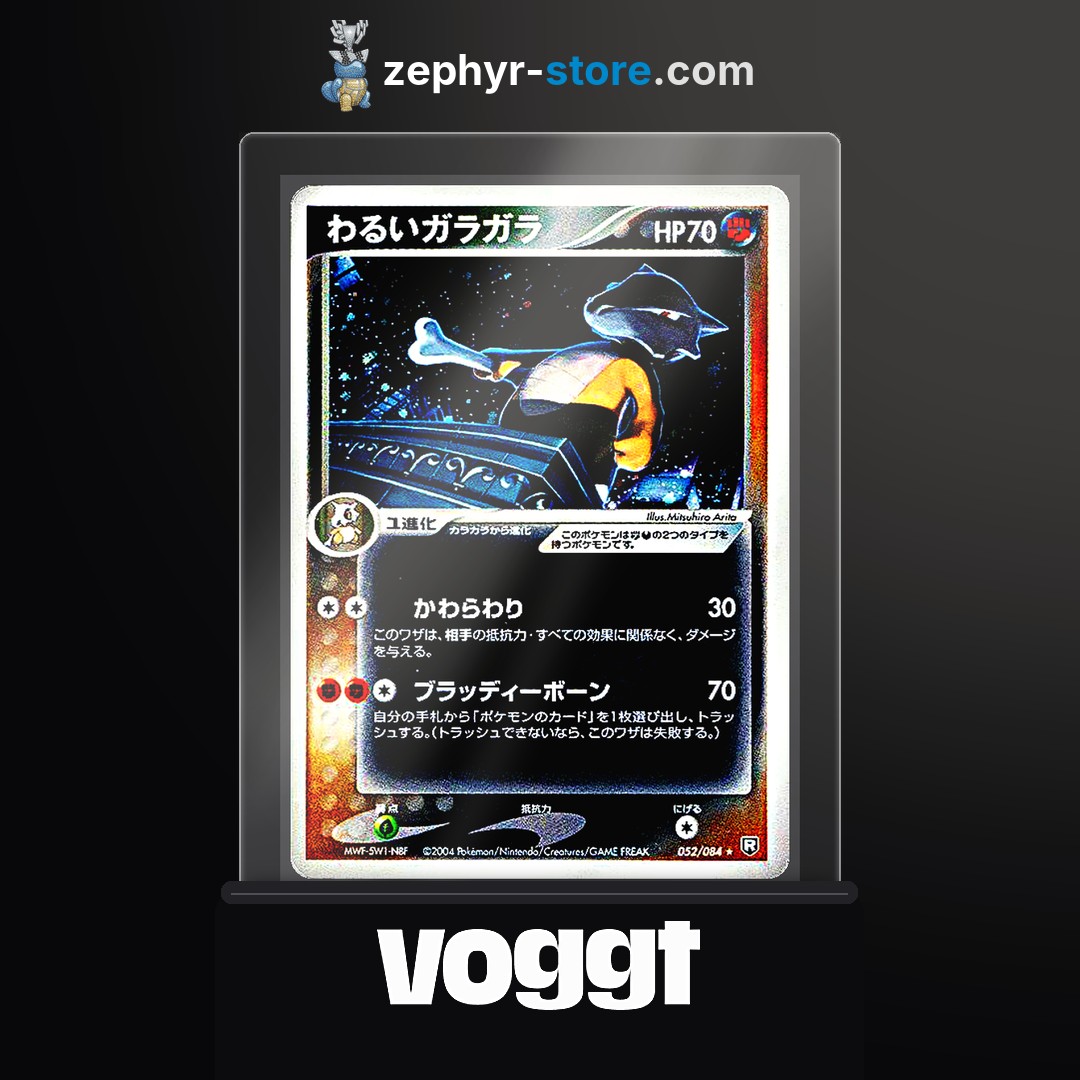 zephyr-store.com
わるいガラガラ HP70
Illus.Mitsuhiro Arita
1進化 カラカラから進化 このポケモンは の2つのタイプを
持つポケモンです。
かわらわり 30
このワザは、相手の抵抗力・すべての効果に関係なく、ダメージ
を与える。
ブラッディーボーン 70
自分の手札から「ポケモンのカード」を1枚選び出し、トラッ
シュする。(トラッシュできないなら、このワザは失敗する。)
弱点 抵抗力 にげる
MWF-5W1-NBF ©2004 Pokémon/Nintendo/Creatures/GAME FREAK 052/084 ★ R
voggt